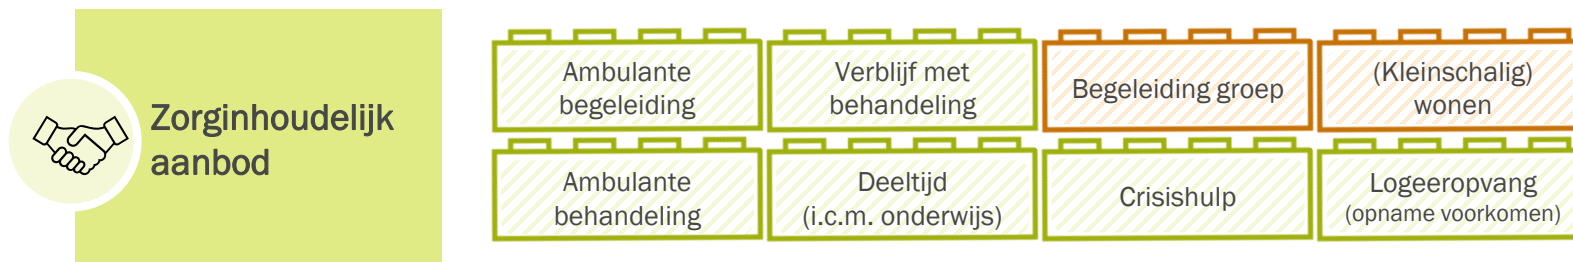 Zorginhoudelijk
aanbod
Ambulante
begeleiding
Verblijf met
behandeling
Begeleiding groep
(Kleinschalig)
wonen
Ambulante
behandeling
Deeltijd
(i.c.m. onderwijs)
Crisishulp
Logeeropvang
(opname voorkomen)